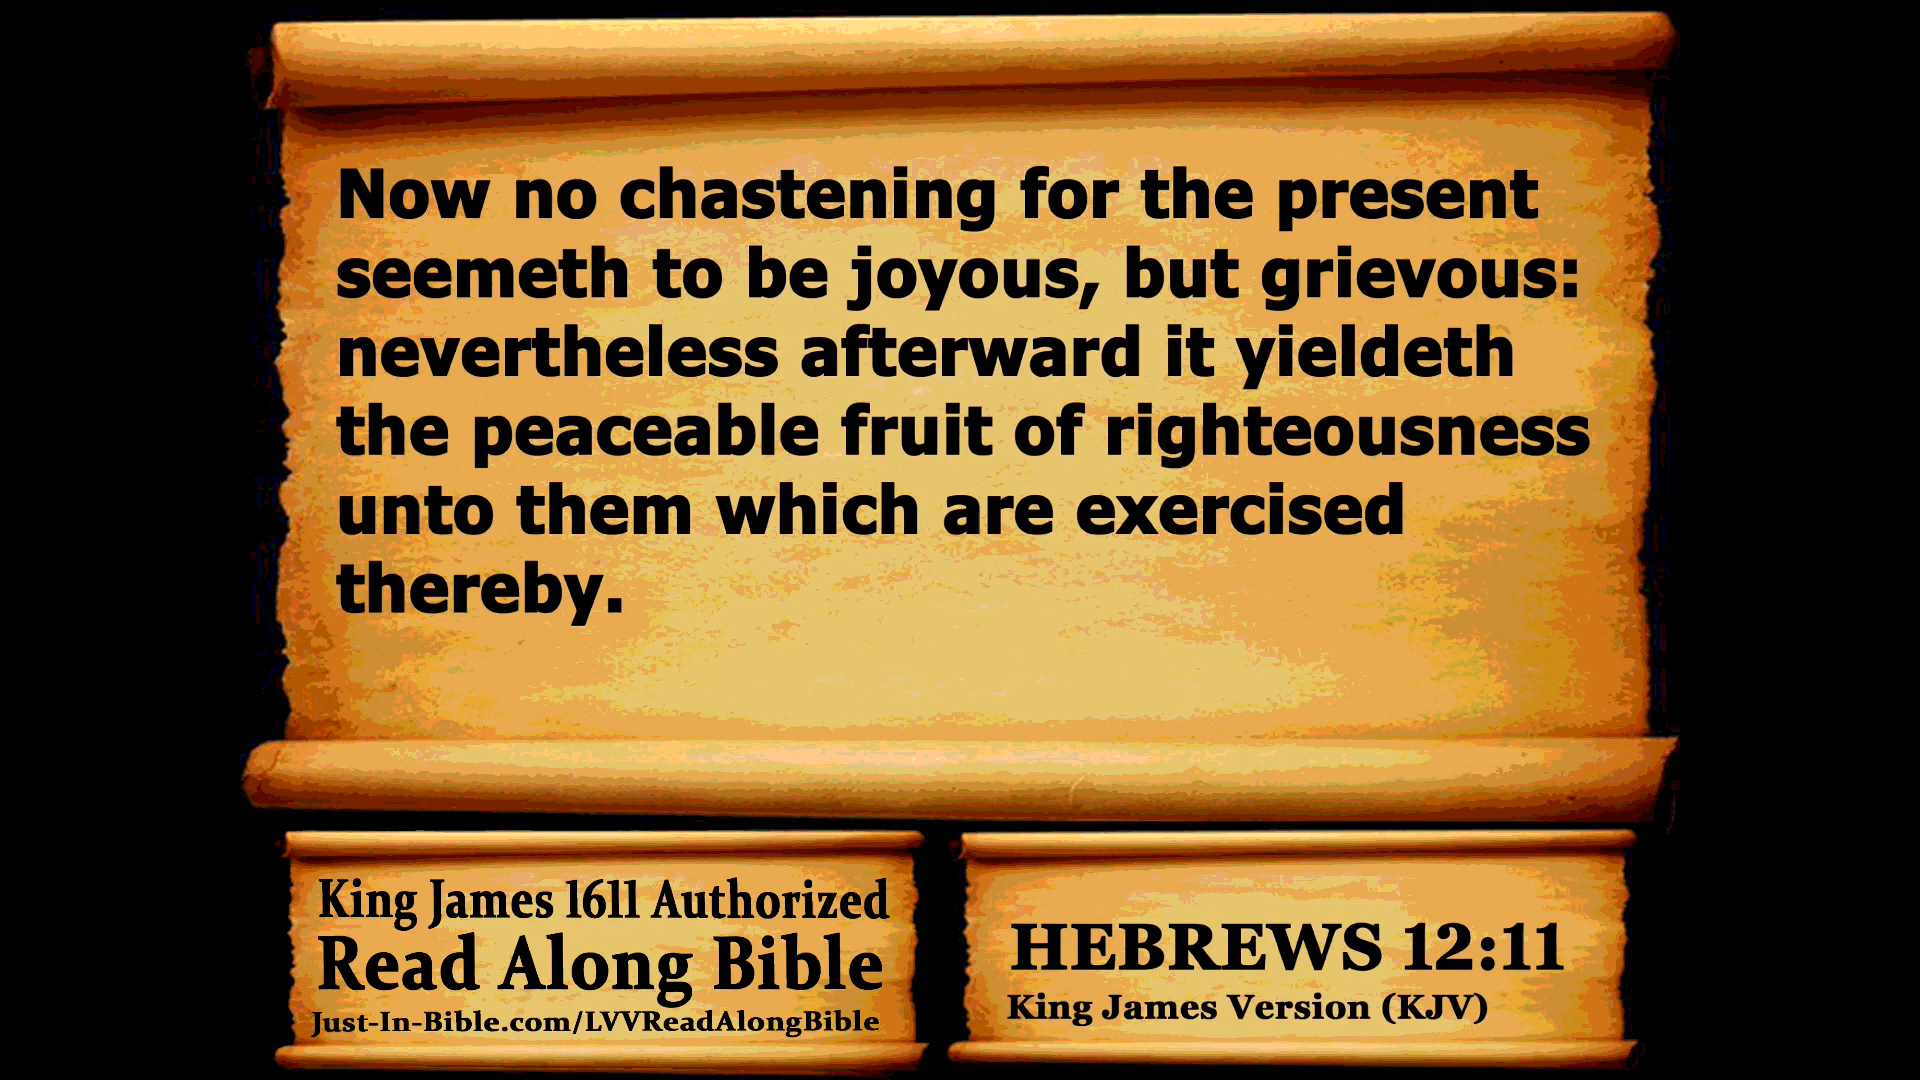 Now no chastening for the present
seemeth to be joyous, but grievous:
nevertheless afterward it yieldeth
the peaceable fruit of righteousness
unto them which are exercised
thereby.
King James 1611 Authorized
Read Along Bible
Just-In-Bible.com/LVVReadAlongBible
HEBREWS 12:11
King James Version (KJV)